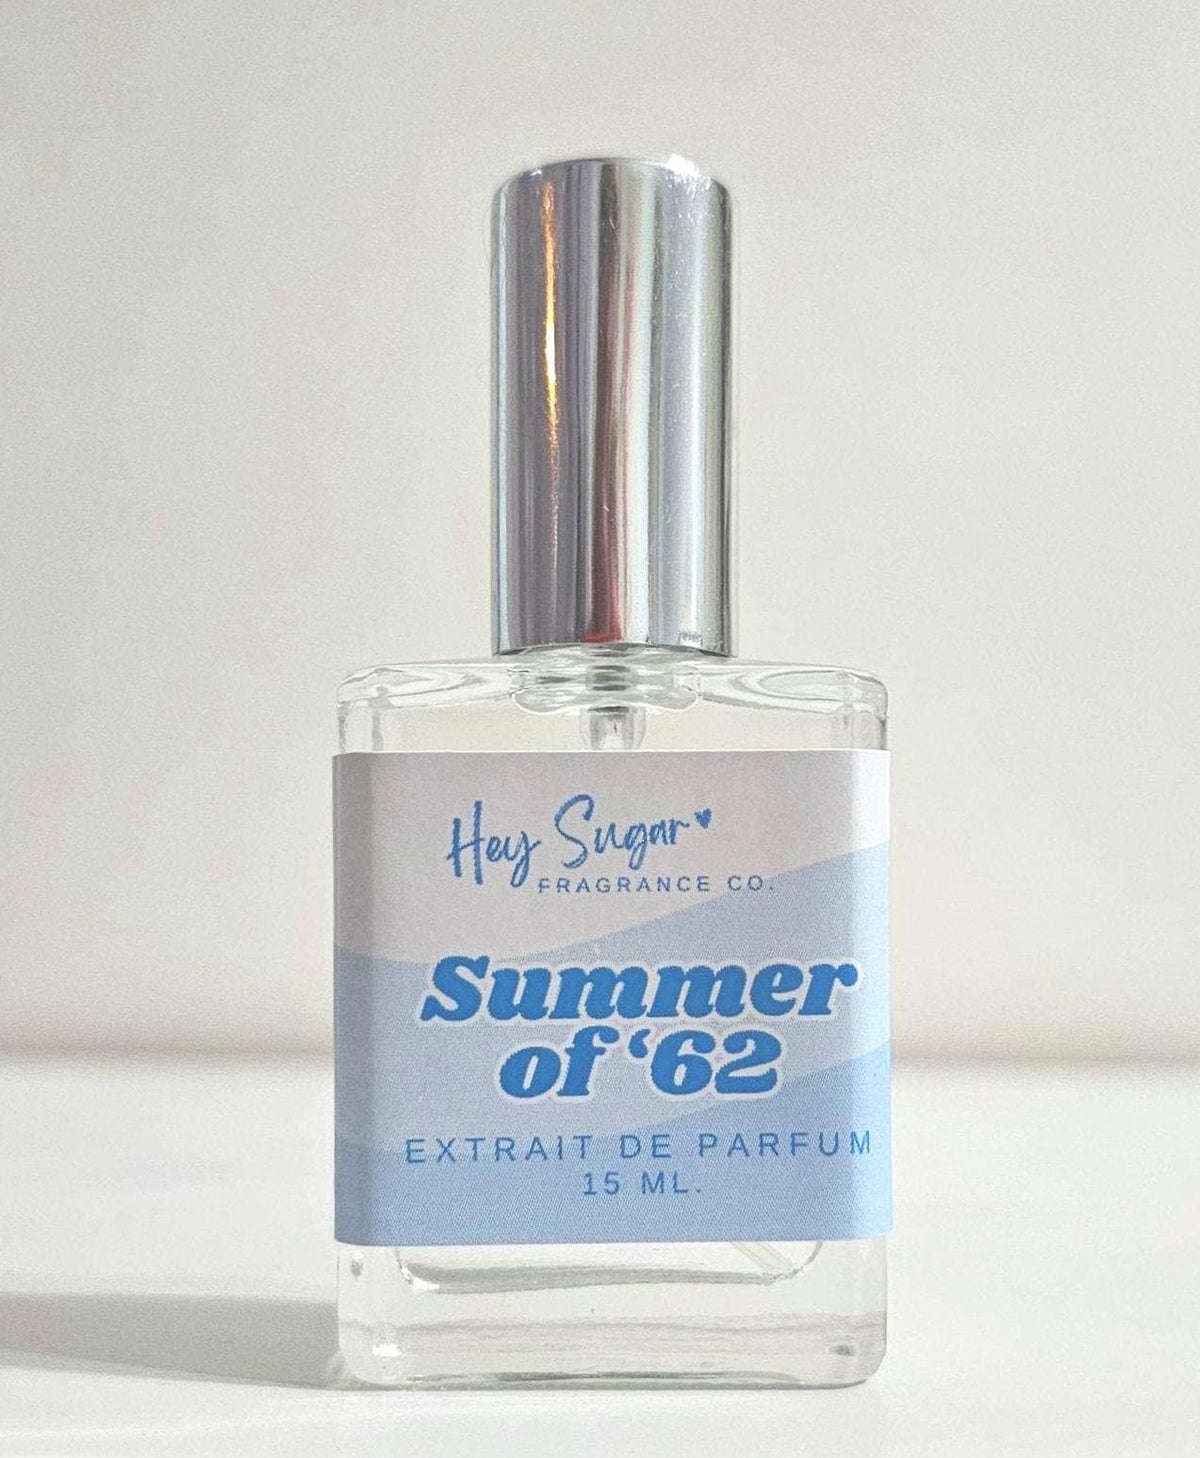 Hey Sugar
FRAGRANCE CO.
Summer
of ‘62
EXTRAIT DE PARFUM
15 ML.